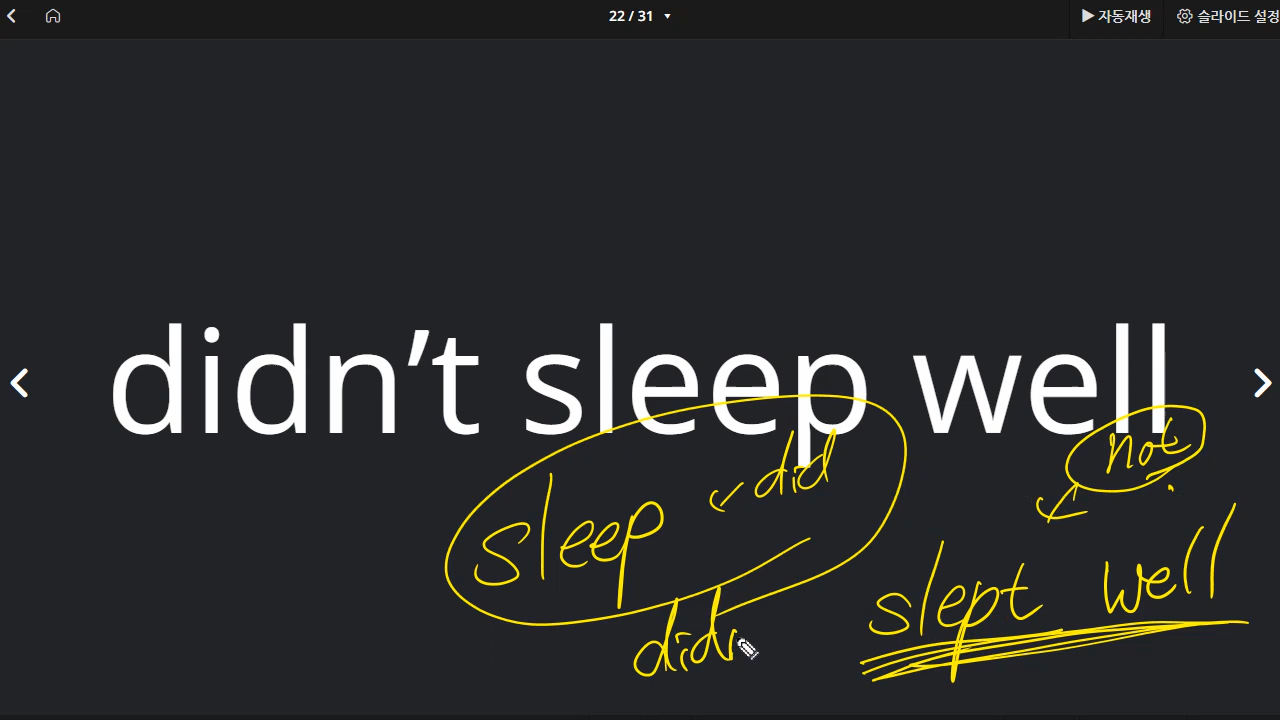 22 / 31 ▼
▶ 자동재생
슬라이드 설정
didn’t sleep well
did
not
sleep
slept well
didn